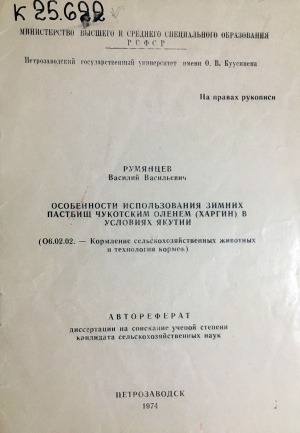 К 25.622
МИНИСТЕРСТВО ВЫСШЕГО И СРЕДНЕГО СПЕЦИАЛЬНОГО ОБРАЗОВАНИЯ
РСФСР
Петрозаводский государственный университет имени О. В. Куусинена
На правах рукописи
РУМЯНЦЕВ
Василий Васильевич
ОСОБЕННОСТИ ИСПОЛЬЗОВАНИЯ ЗИМНИХ
ПАСТБИЩ ЧУКОТСКИМ ОЛЕНЕМ (ХАРГИН) В
УСЛОВИЯХ ЯКУТИИ
(06.02.02. — Кормление сельскохозяйственных животных
и технология кормов)
АВТОРЕФЕРАТ
диссертации на соискание ученой степени
кандидата сельскохозяйственных наук
ПЕТРОЗАВОДСК
1974